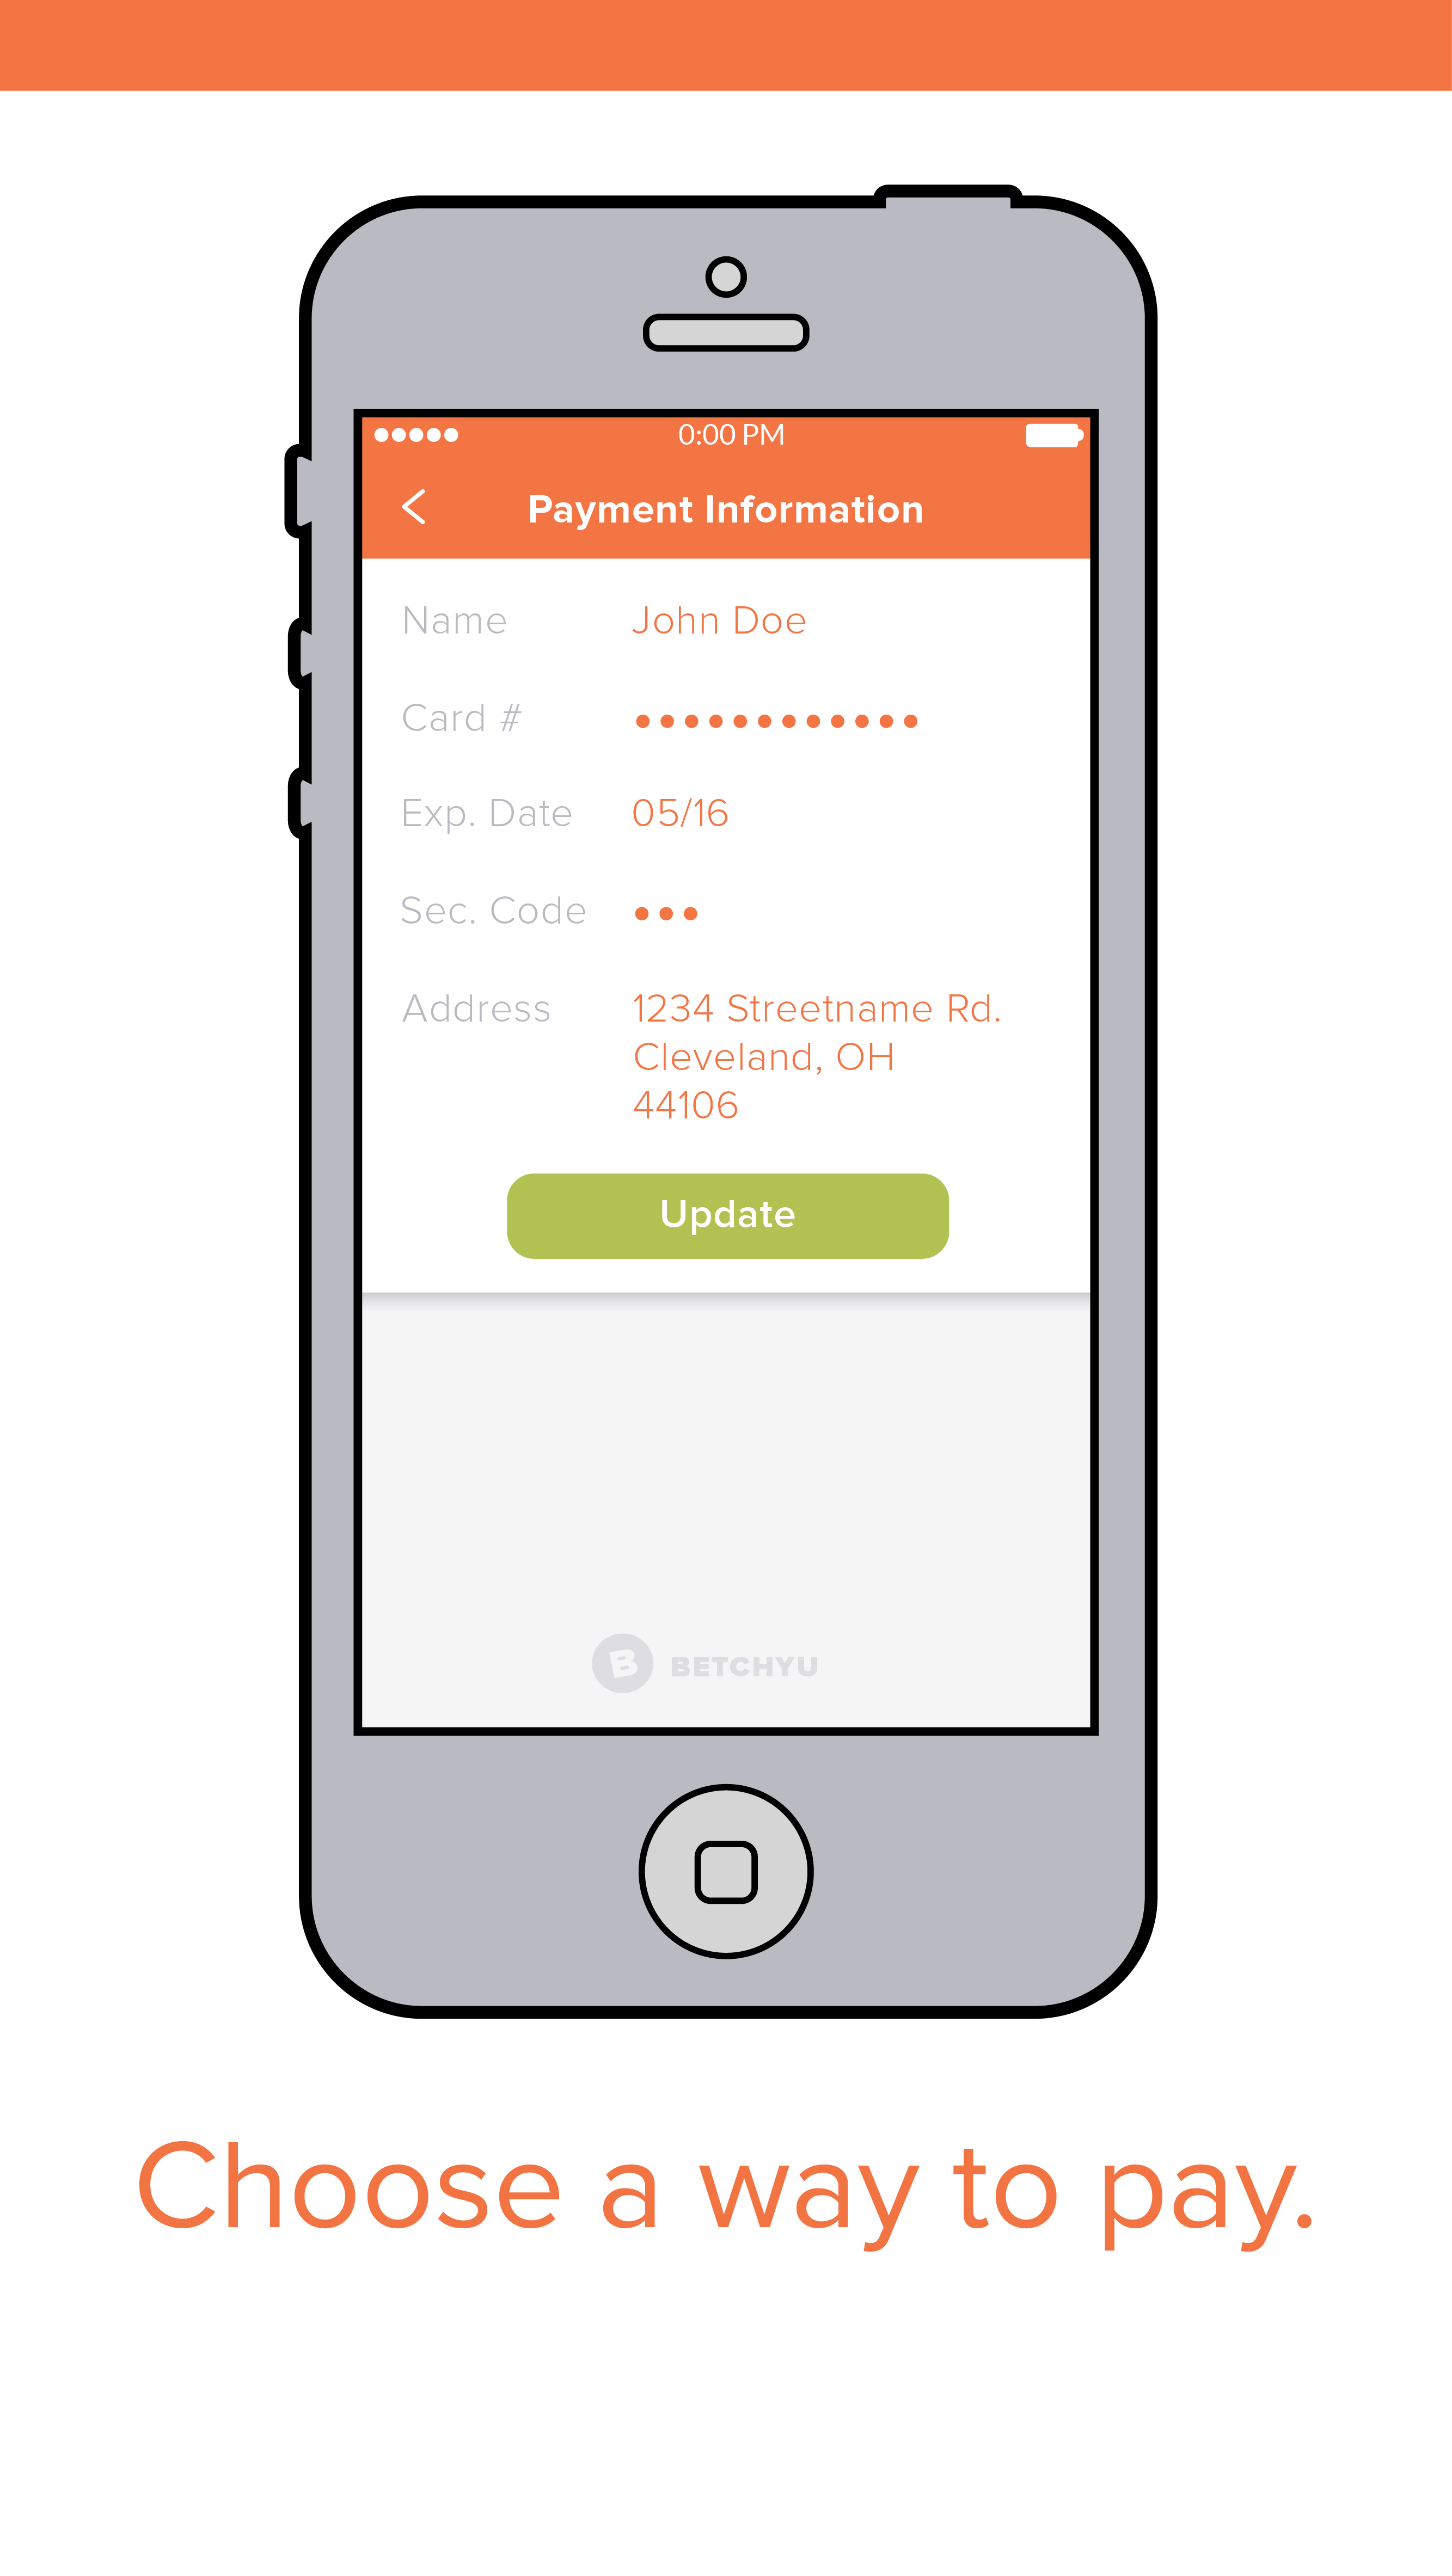 0:00 PM
Payment Information
Name John Doe
Card # ••••••••••••
Exp. Date 05/16
Sec. Code •••
Address 1234 Streetname Rd.
Cleveland, OH
44106
Update
B BETCHYU
Choose a way to pay.